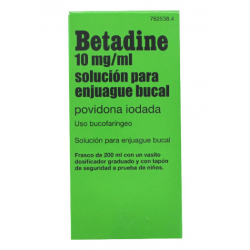 762538.4
Betadine
10 mg/ml
solución para
enjuague bucal
povidona iodada
Uso bucofaríngeo
Solución para enjuague bucal
Frasco de 200 ml con un vasito
dosificador graduado y con tapón
de seguridad a prueba de niños.